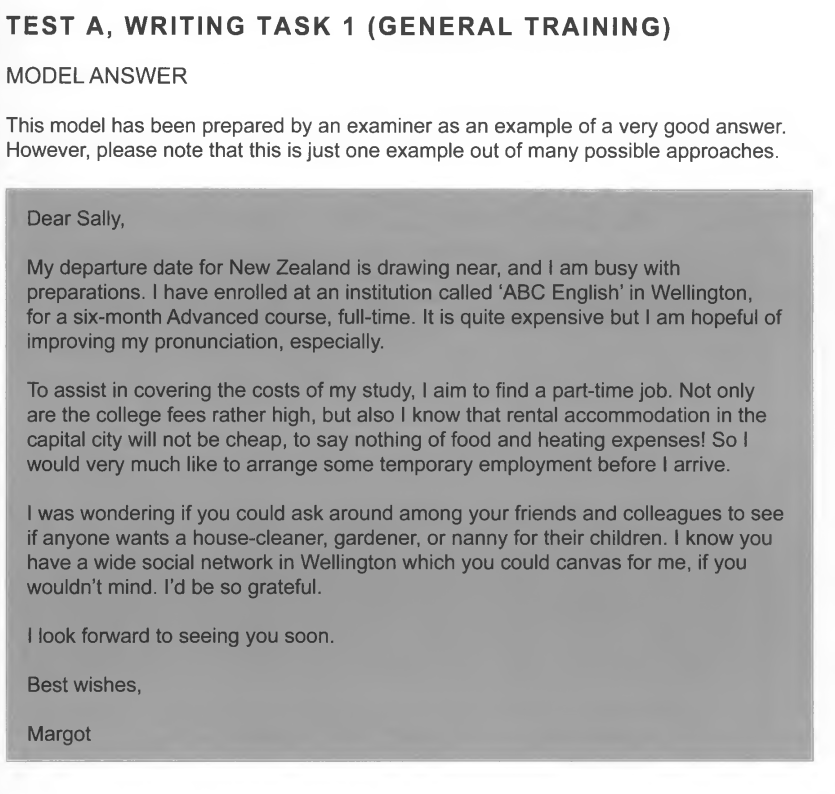 TEST A, WRITING TASK 1 (GENERAL TRAINING)
MODEL ANSWER
This model has been prepared by an examiner as an example of a very good answer.
However, please note that this is just one example out of many possible approaches.
Dear Sally,
My departure date for New Zealand is drawing near, and I am busy with
preparations. I have enrolled at an institution called ‘ABC English’ in Wellington,
for a six-month Advanced course, full-time. It is quite expensive but I am hopeful of
improving my pronunciation, especially.
To assist in covering the costs of my study, I aim to find a part-time job. Not only
are the college fees rather high, but also I know that rental accommodation in the
capital city will not be cheap, to say nothing of food and heating expenses! So I
would very much like to arrange some temporary employment before I arrive.
I was wondering if you could ask around among your friends and colleagues to see
if anyone wants a house-cleaner, gardener, or nanny for their children. I know you
have a wide social network in Wellington which you could canvas for me, if you
wouldn’t mind. I’d be so grateful.
I look forward to seeing you soon.
Best wishes,
Margot